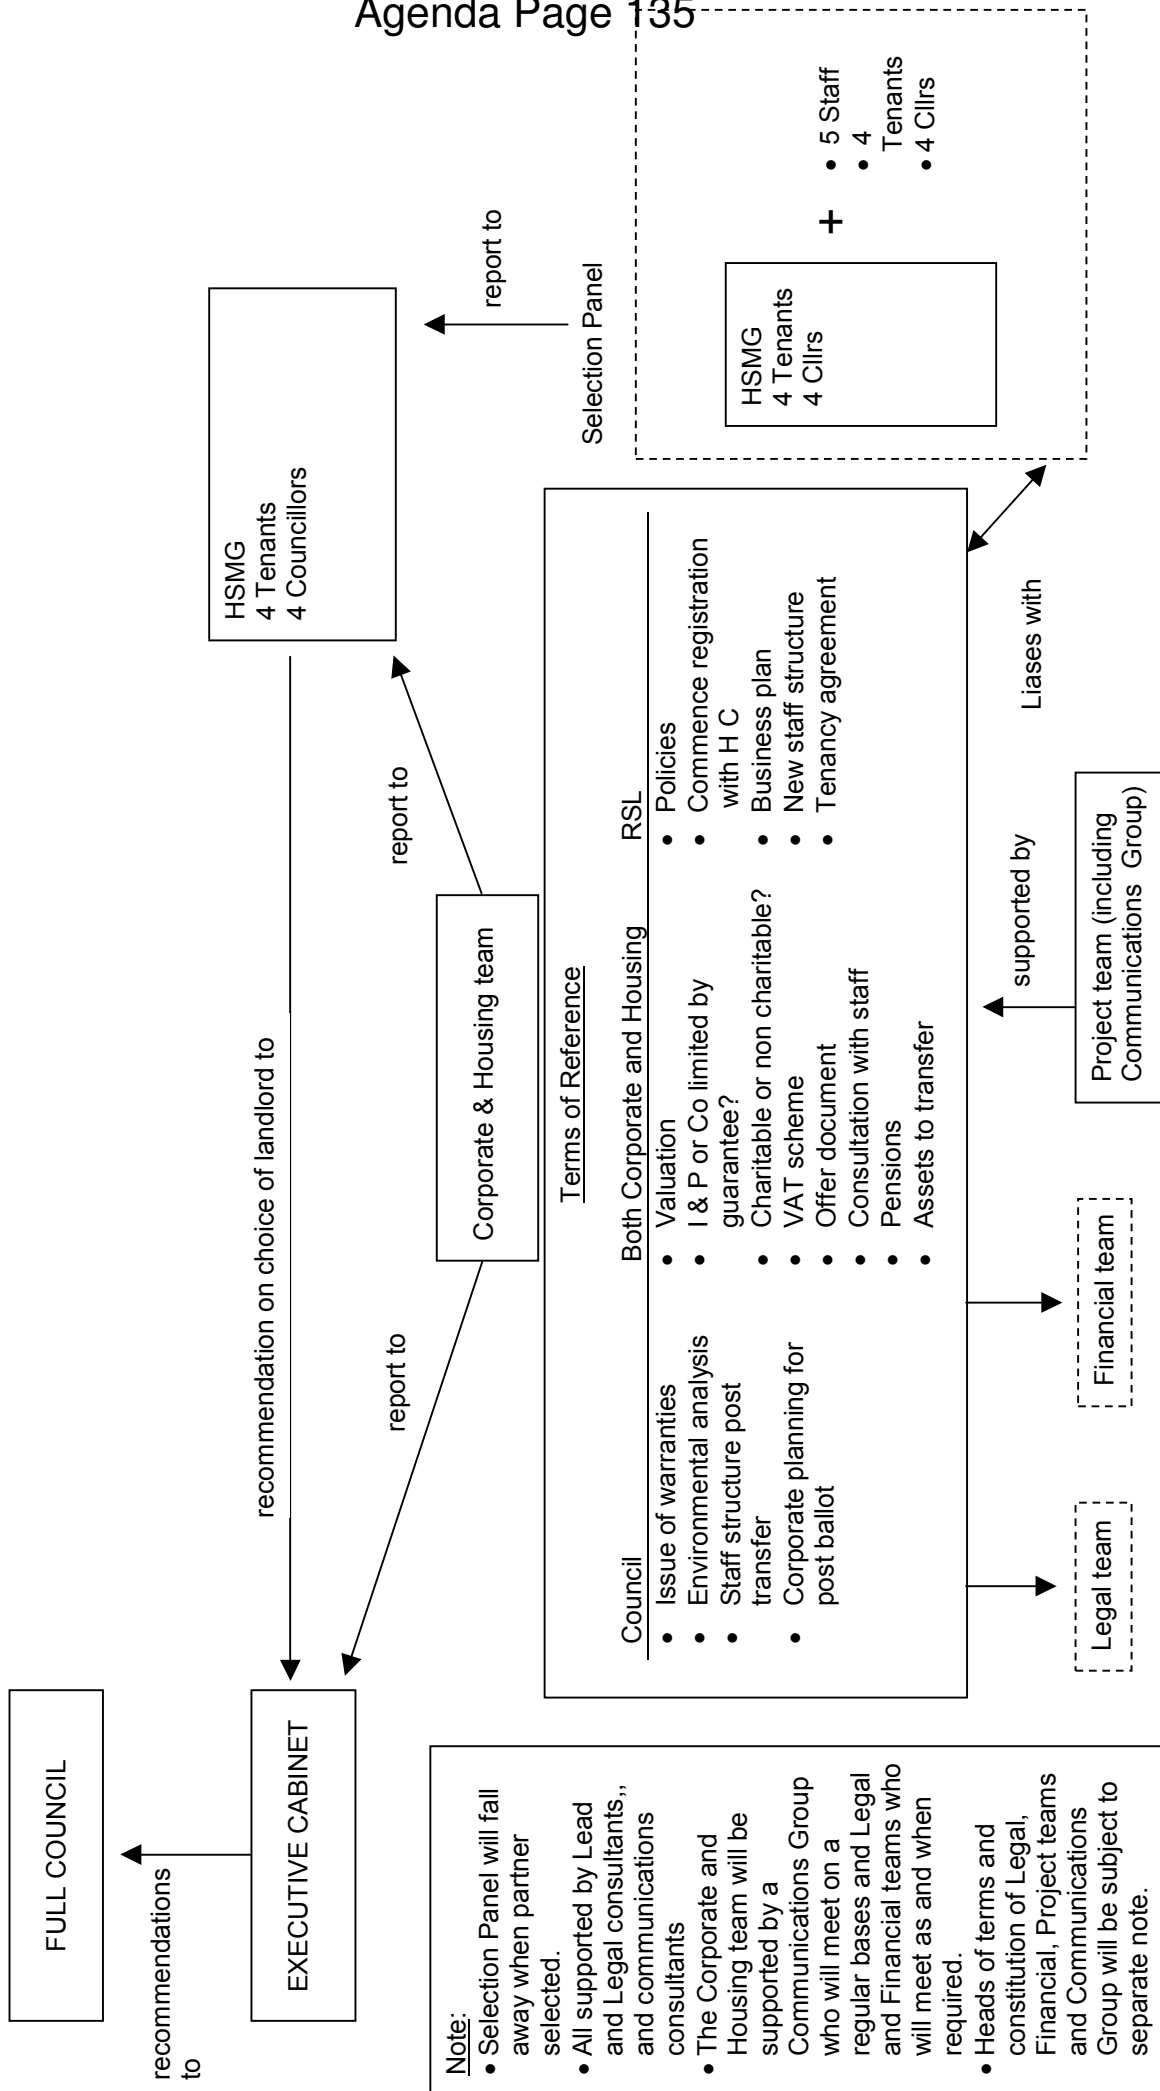 Agenda Page 135
FULL COUNCIL
recommendations
to
EXECUTIVE CABINET
recommendation on choice of landlord to
HSMG
4 Tenants
4 Councillors
report to
report to
report to
Selection Panel
HSMG
4 Tenants
4 Cllrs
+
• 5 Staff
• 4
Tenants
• 4 Cllrs
Corporate & Housing team
Terms of Reference
Council
• Issue of warranties
• Environmental analysis
• Staff structure post
transfer
• Corporate planning for
post ballot
Both Corporate and Housing
• Valuation
• I & P or Co limited by
guarantee?
• Charitable or non charitable?
• VAT scheme
• Offer document
• Consultation with staff
• Pensions
• Assets to transfer
RSL
• Policies
• Commence registration
with H C
• Business plan
• New staff structure
• Tenancy agreement
Liases with
supported by
Legal team
Financial team
Project team (including
Communications Group)
Note:
• Selection Panel will fall
away when partner
selected.
• All supported by Lead
and Legal consultants,,
and communications
consultants
• The Corporate and
Housing team will be
supported by a
Communications Group
who will meet on a
regular bases and Legal
and Financial teams who
will meet as and when
required.
• Heads of terms and
constitution of Legal,
Financial, Project teams
and Communications
Group will be subject to
separate note.